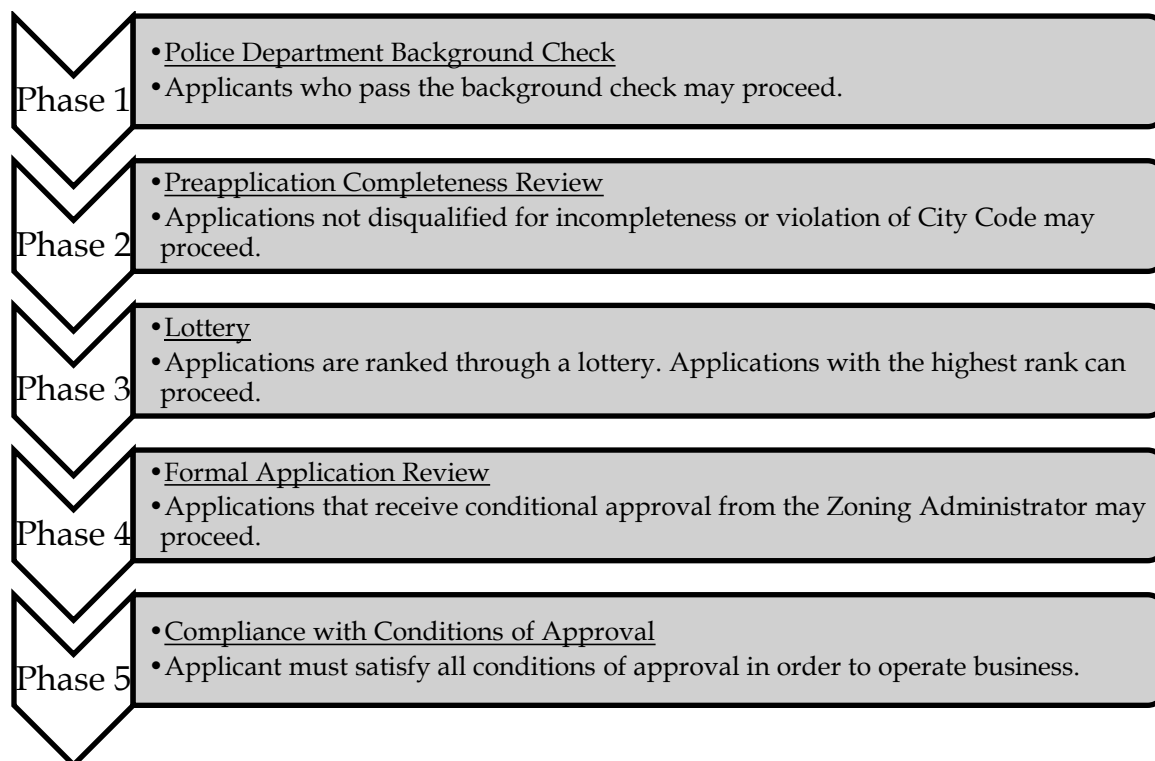 Phase 1
•Police Department Background Check
•Applicants who pass the background check may proceed.
Phase 2
•Preapplication Completeness Review
•Applications not disqualified for incompleteness or violation of City Code may
proceed.
Phase 3
•Lottery
•Applications are ranked through a lottery. Applications with the highest rank can
proceed.
Phase 4
•Formal Application Review
•Applications that receive conditional approval from the Zoning Administrator may
proceed.
Phase 5
•Compliance with Conditions of Approval
•Applicant must satisfy all conditions of approval in order to operate business.